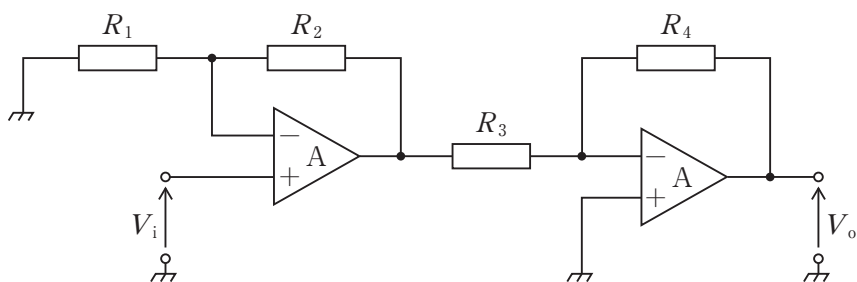 R1 R2 R4
R3
− A − A
+ +
Vi Vo